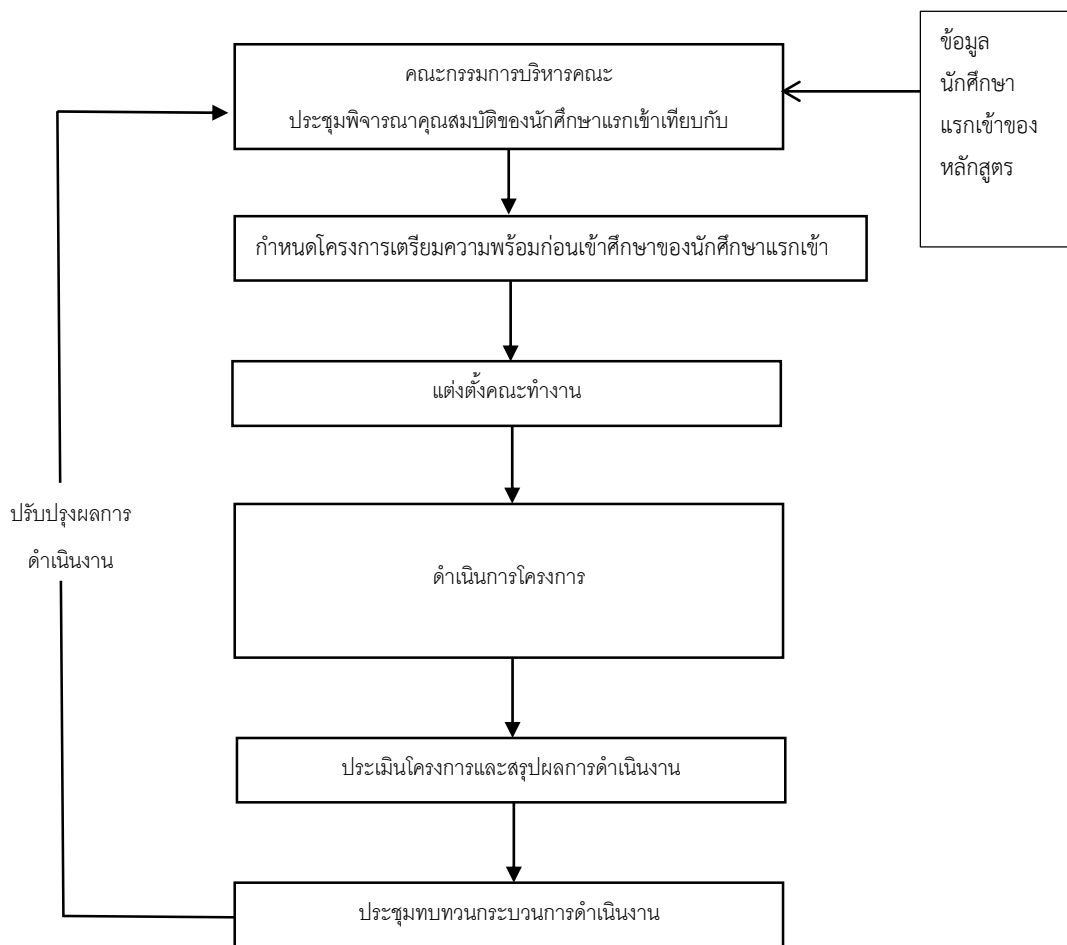 คณะกรรมการบริหารคณะ
ประชุมพิจารณาคุณสมบัติของนักศึกษาแรกเข้าเทียบกับ
ข้อมูล
นักศึกษา
แรกเข้าของ
หลักสูตร
กำหนดโครงการเตรียมความพร้อมก่อนเข้าศึกษาของนักศึกษาแรกเข้า
แต่งตั้งคณะทำงาน
ปรับปรุงผลการ
ดำเนินงาน
ดำเนินการโครงการ
ประเมินโครงการและสรุปผลการดำเนินงาน
ประชุมทบทวนกระบวนการดำเนินงาน